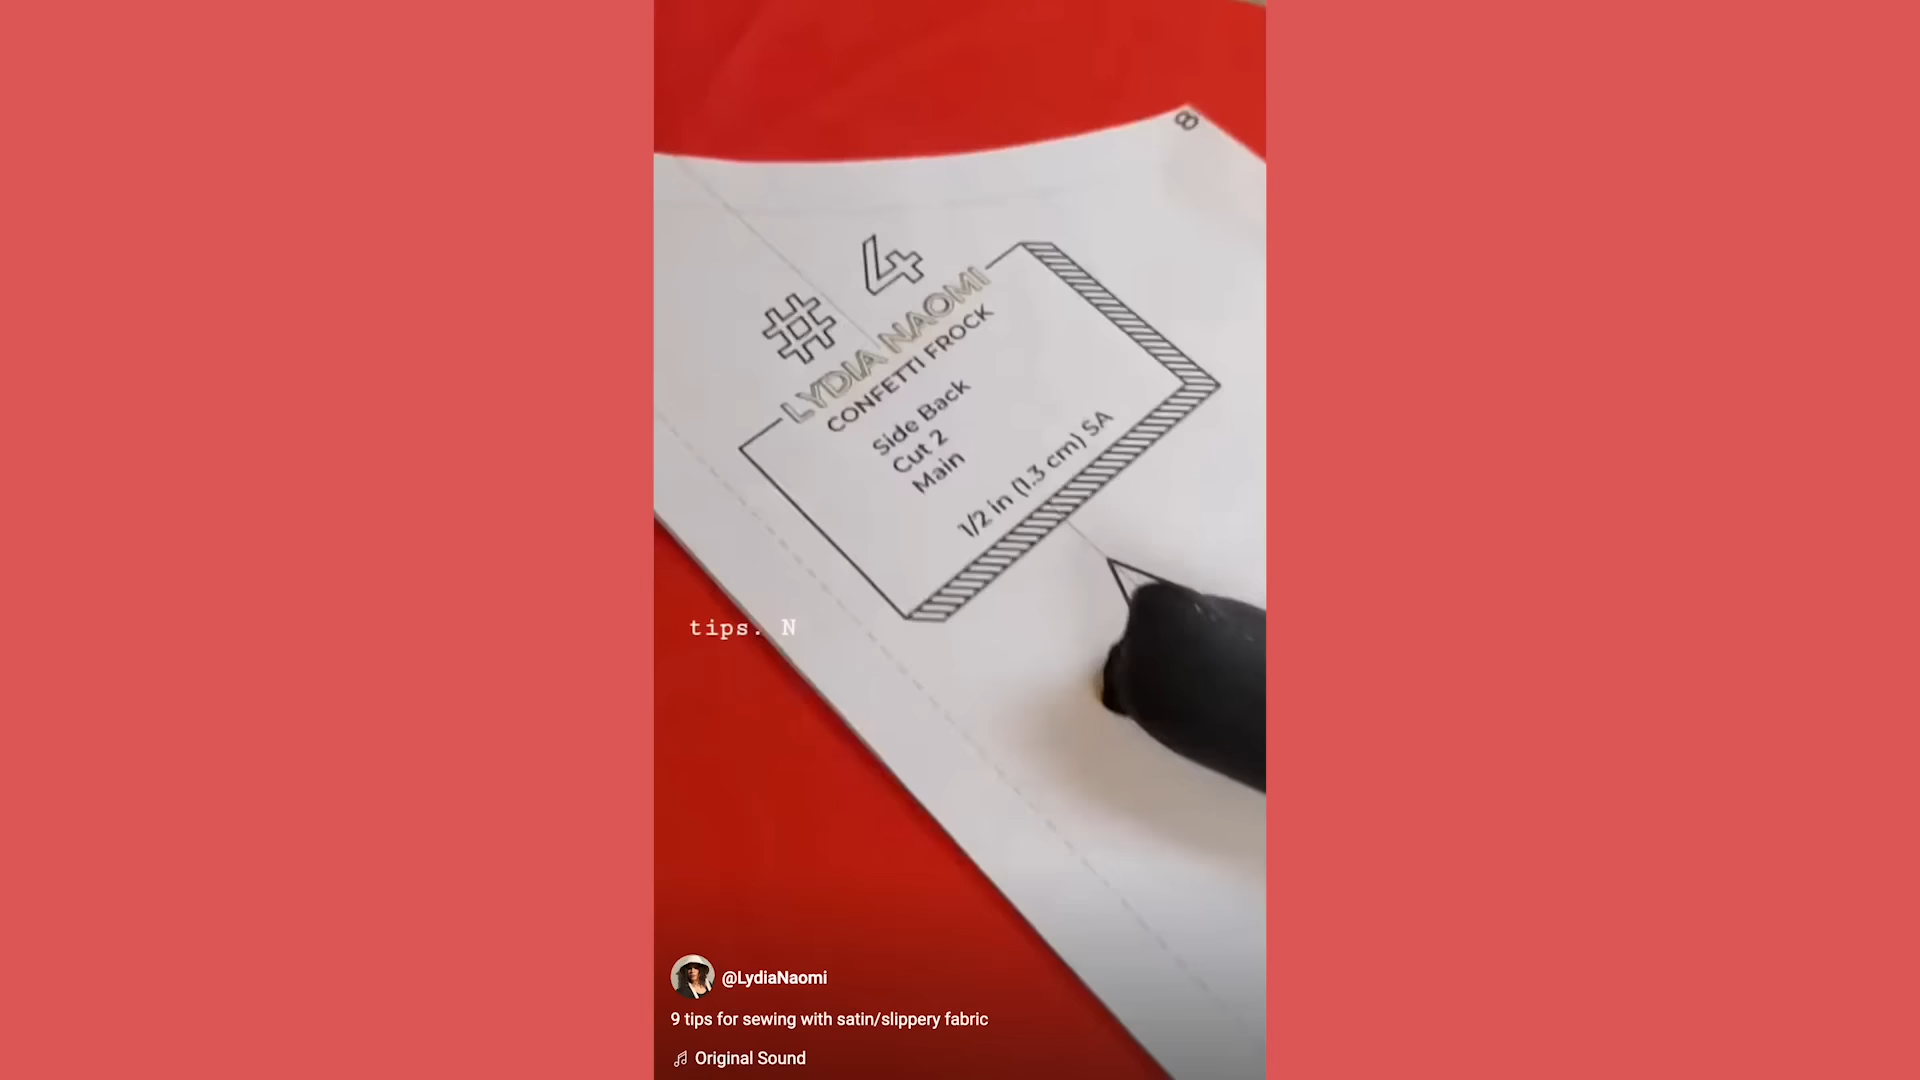 8
# 4
LYDIA NAOMI
CONFETTI FROCK
Side Back
Cut 2
Main
1/2 in (1.3 cm) SA
tips. N
@LydiaNaomi
9 tips for sewing with satin/slippery fabric
Original Sound